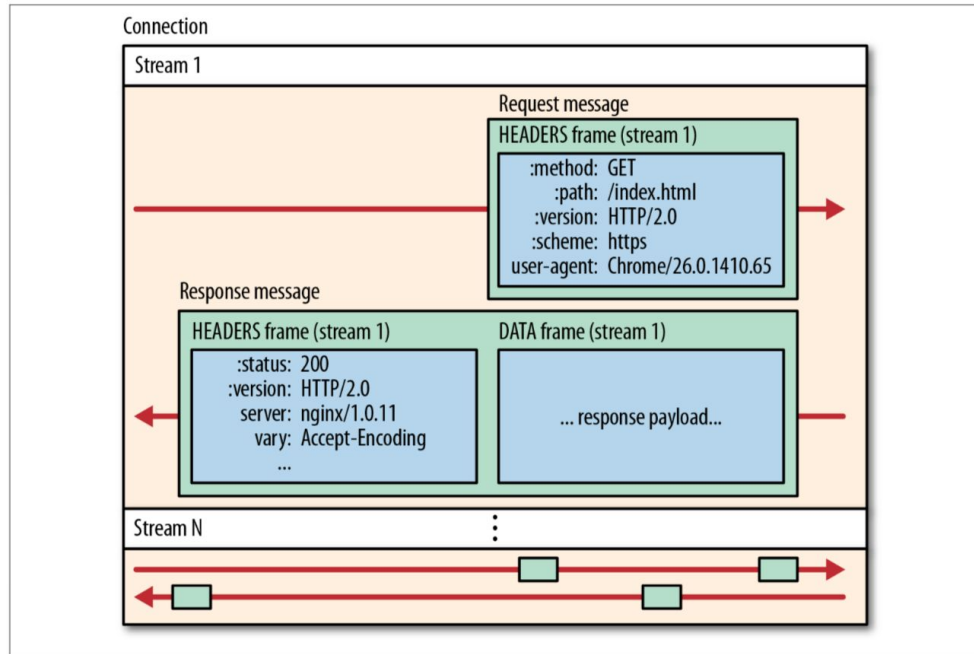 Connection
Stream 1
Request message
HEADERS frame (stream 1)
:method: GET
:path: /index.html
:version: HTTP/2.0
:scheme: https
user-agent: Chrome/26.0.1410.65
Response message
HEADERS frame (stream 1)
:status: 200
:version: HTTP/2.0
server: nginx/1.0.11
vary: Accept-Encoding
...
DATA frame (stream 1)
... response payload...
Stream N